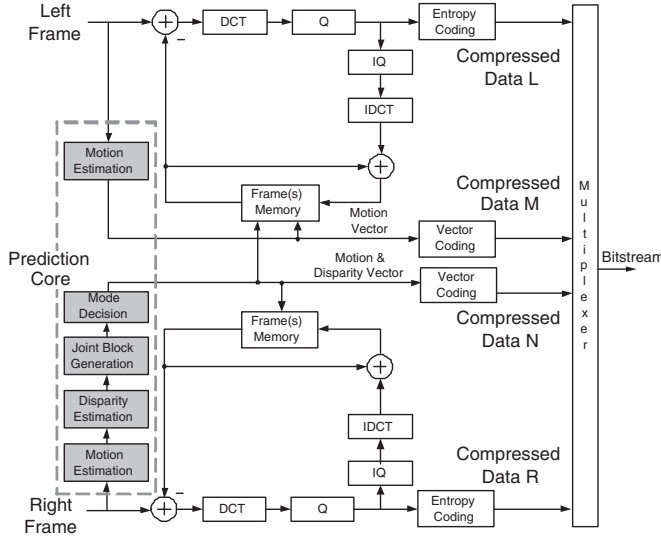 Left
Frame
DCT
Q
Entropy
Coding
Compressed
Data L
IQ
IDCT
Motion
Estimation
Frame(s)
Memory
Motion
Vector
Compressed
Data M
Vector
Coding
Multiplexer
Bitstream
Prediction
Core
Motion &
Disparity Vector
Vector
Coding
Mode
Decision
Frame(s)
Memory
Compressed
Data N
Joint Block
Generation
Disparity
Estimation
IDCT
Motion
Estimation
IQ
Compressed
Data R
Right
Frame
DCT
Q
Entropy
Coding